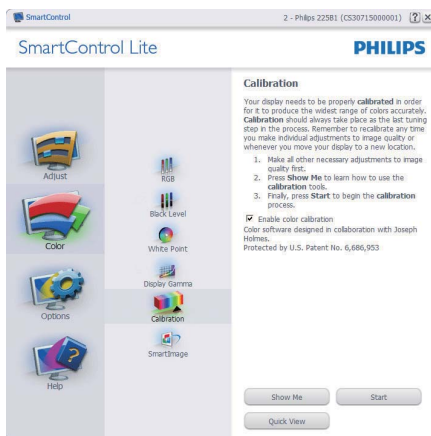 SmartControl
2 - Philips 225B1 (CS30715000001)
?
SmartControl Lite
PHILIPS
Adjust
Color
Options
Help
RGB
Black Level
White Point
Display Gamma
Calibration
SmartImage
Calibration
Your display needs to be properly calibrated in order
for it to produce the widest range of colors accurately.
Calibration should always take place as the last tuning
step in the process. Remember to recalibrate any time
you make individual adjustments to image quality or
whenever you move your display to a new location.
1. Make all other necessary adjustments to image
quality first.
2. Press Show Me to learn how to use the
calibration tools.
3. Finally, press Start to begin the calibration
process.
Enable color calibration
Color software designed in collaboration with Joseph
Holmes.
Protected by U.S. Patent No. 6,686,953
Show Me
Start
Quick View